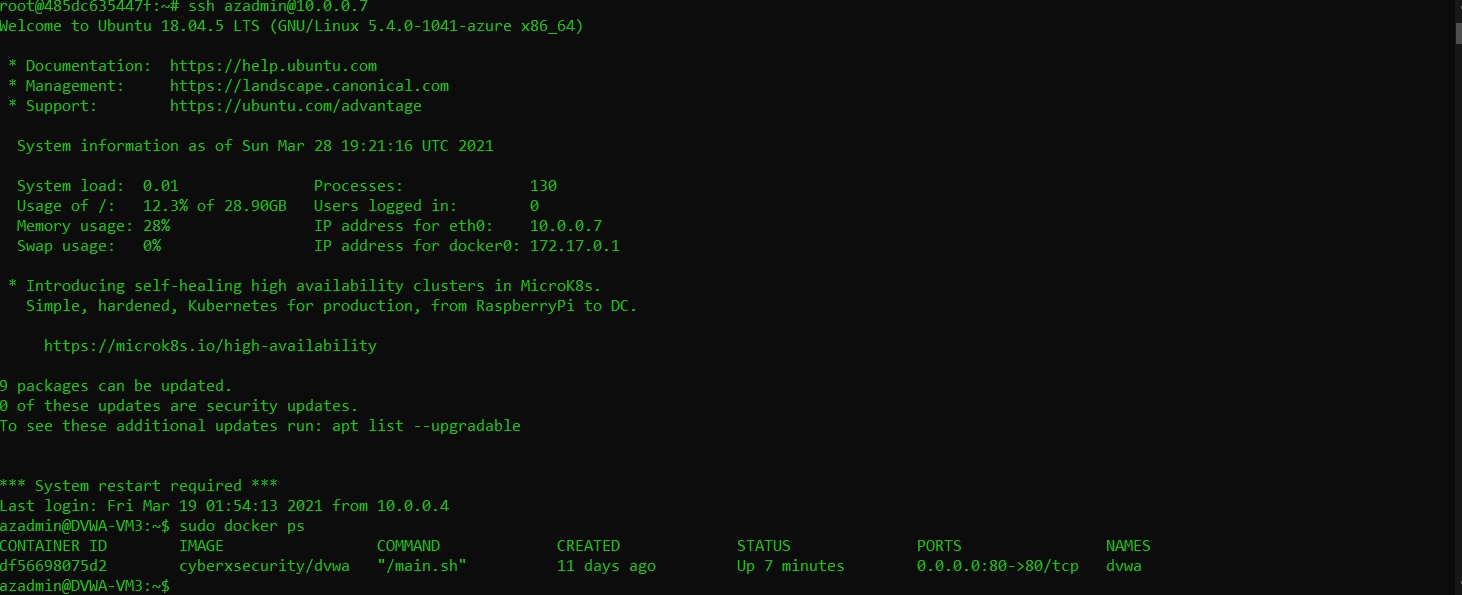 root@485dc635447f:~# ssh azadmin@10.0.0.7
Welcome to Ubuntu 18.04.5 LTS (GNU/Linux 5.4.0-1041-azure x86_64)
* Documentation: https://help.ubuntu.com
* Management: https://landscape.canonical.com
* Support: https://ubuntu.com/advantage
System information as of Sun Mar 28 19:21:16 UTC 2021
System load: 0.01 Processes: 130
Usage of /: 12.3% of 28.90GB Users logged in: 0
Memory usage: 28% IP address for eth0: 10.0.0.7
Swap usage: 0% IP address for docker0: 172.17.0.1
* Introducing self-healing high availability clusters in MicroK8s.
Simple, hardened, Kubernetes for production, from RaspberryPi to DC.
https://microk8s.io/high-availability
9 packages can be updated.
0 of these updates are security updates.
To see these additional updates run: apt list --upgradable
*** System restart required ***
Last login: Fri Mar 19 01:54:13 2021 from 10.0.0.4
azadmin@DVWA-VM3:~$ sudo docker ps
CONTAINER ID IMAGE COMMAND CREATED STATUS PORTS NAMES
df56698075d2 cyberxsecurity/dvwa "/main.sh" 11 days ago Up 7 minutes 0.0.0.0:80->80/tcp dvwa
azadmin@DVWA-VM3:~$